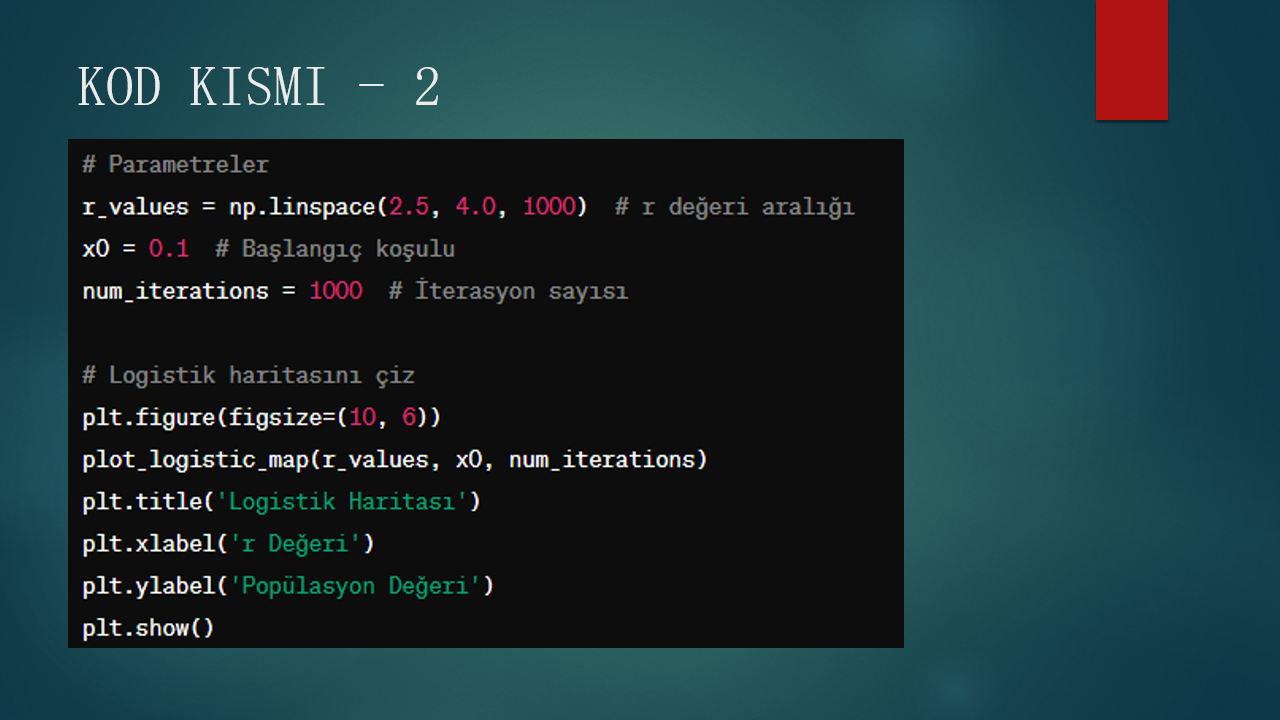 KOD KISMI - 2
# Parametreler
r_values = np.linspace(2.5, 4.0, 1000)  # r değeri aralığı
x0 = 0.1  # Başlangıç koşulu
num_iterations = 1000  # İterasyon sayısı
# Logistik haritasını çiz
plt.figure(figsize=(10, 6))
plot_logistic_map(r_values, x0, num_iterations)
plt.title('Logistik Haritası')
plt.xlabel('r Değeri')
plt.ylabel('Popülasyon Değeri')
plt.show()